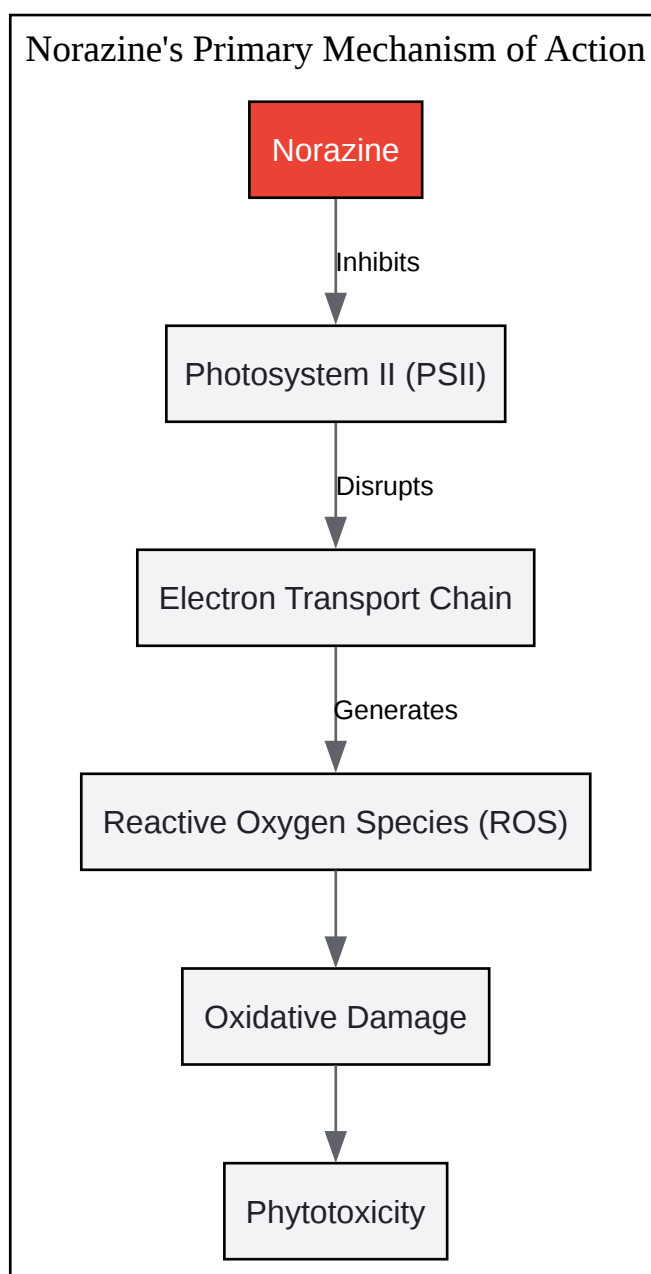 Norazine's Primary Mechanism of Action
Norazine
Inhibits
Photosystem II (PSII)
Disrupts
Electron Transport Chain
Generates
Reactive Oxygen Species (ROS)
Oxidative Damage
Phytotoxicity